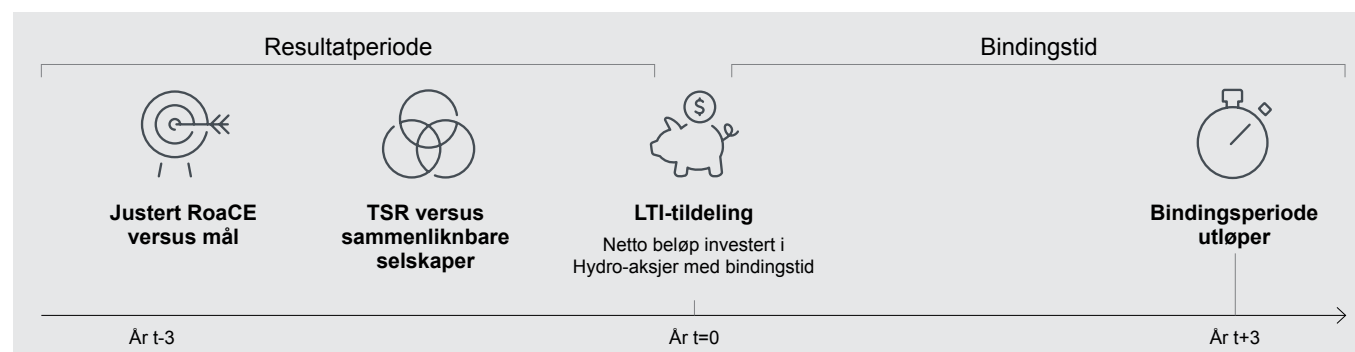 Resultatperiode
Bindingstid
$
Justert RoaCE
versus mål
TSR versus
sammenliknbare
selskaper
LTI-tildeling
Netto beløp investert i
Hydro-aksjer med bindingstid
Bindingsperiode
utløper
År t-3
År t=0
År t+3